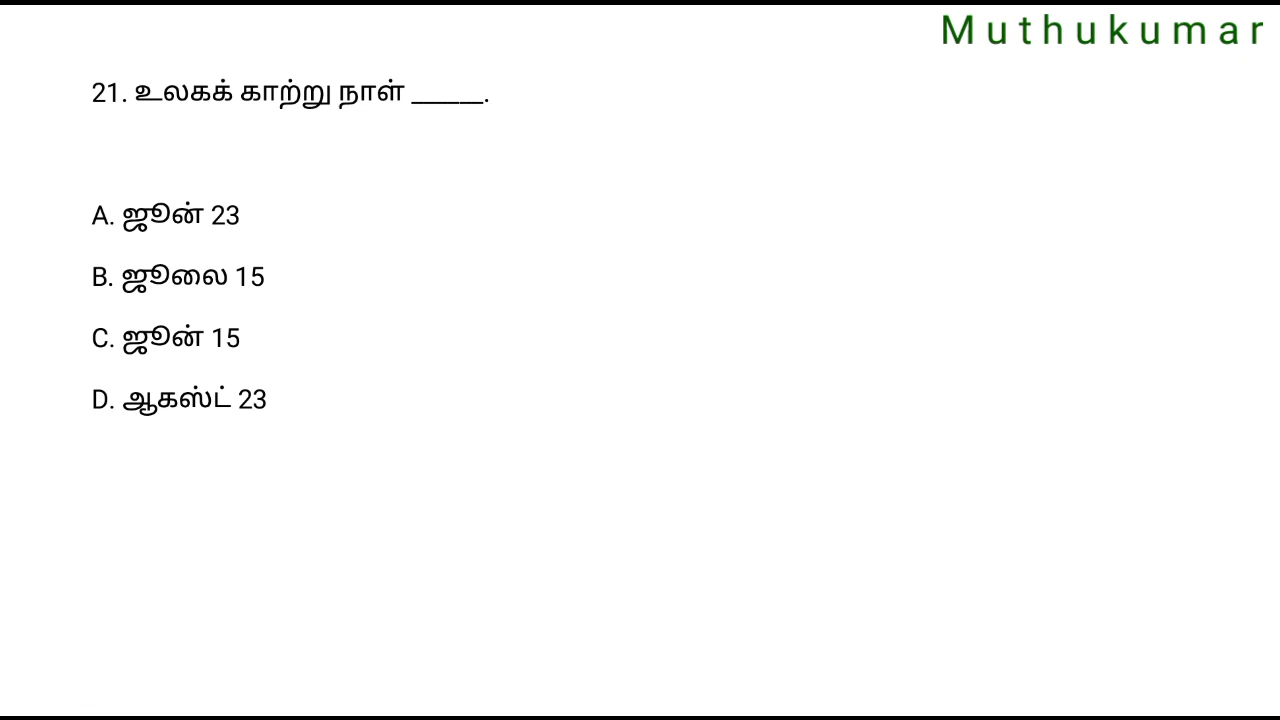 Muthukumar
21. உலகக் காற்று நாள் _____.
A. ஜூன் 23
B. ஜூலை 15
C. ஜூன் 15
D. ஆகஸ்ட் 23